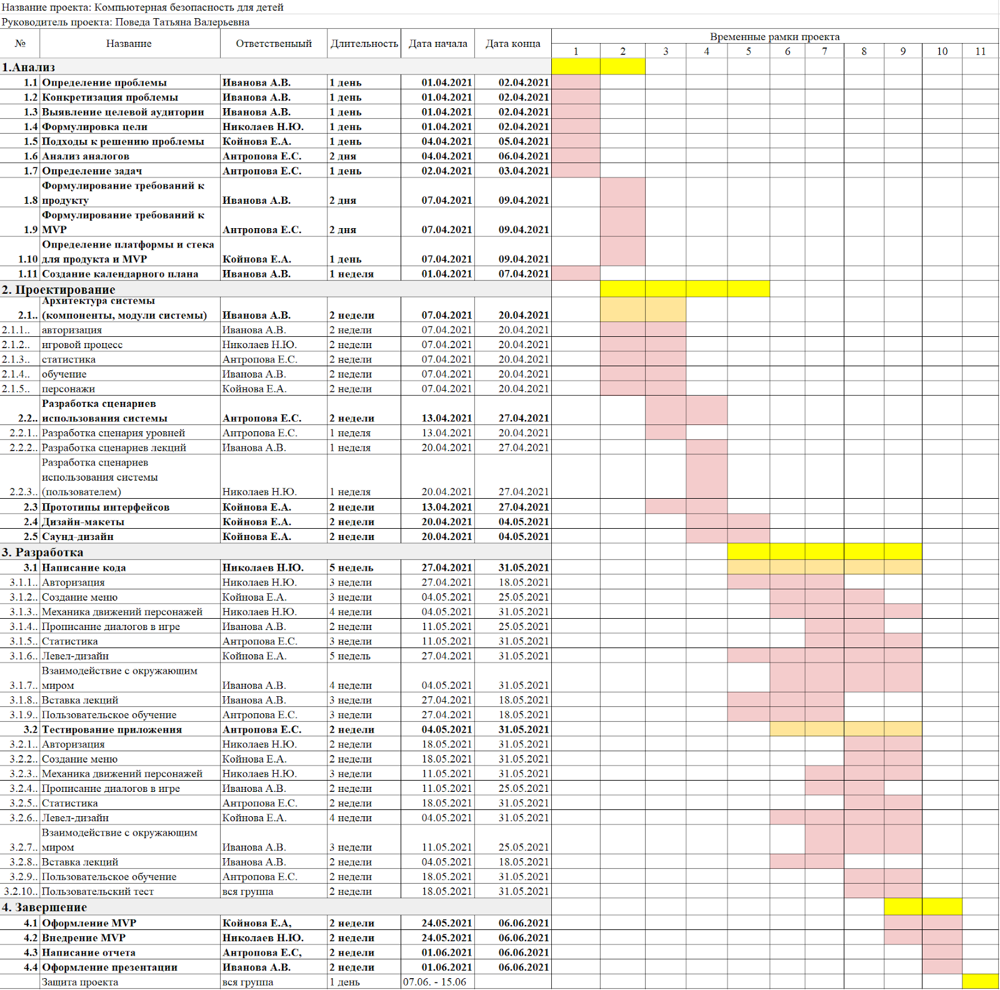 Название проекта: Компьютерная безопасность для детей
Руководитель проекта: Поведа Татьяна Валерьевна
№ Название Ответственыый Длительность Дата начала Дата конца Временные рамки проекта
1 2 3 4 5 6 7 8 9 10 11
1.Анализ
1.1 Определение проблемы Иванова А.В. 1 день 01.04.2021 02.04.2021
1.2 Конкретизация проблемы Иванова А.В. 1 день 01.04.2021 02.04.2021
1.3 Выявление целевой аудитории Иванова А.В. 1 день 01.04.2021 02.04.2021
1.4 Формулировка цели Николаев Н.Ю. 1 день 01.04.2021 02.04.2021
1.5 Подходы к решению проблемы Койнова Е.А. 1 день 04.04.2021 05.04.2021
1.6 Анализ аналогов Антропова Е.С. 2 дня 04.04.2021 06.04.2021
1.7 Определение задач Антропова Е.С. 1 день 02.04.2021 03.04.2021
Формулирование требований к
1.8 продукту Иванова А.В. 2 дня 07.04.2021 09.04.2021
Формулирование требований к
1.9 MVP Антропова Е.С. 2 дня 07.04.2021 09.04.2021
Определение платформы и стека
1.10 для продукта и MVP Койнова Е.А. 1 день 07.04.2021 09.04.2021
1.11 Создание календарного плана Иванова А.В. 1 неделя 01.04.2021 07.04.2021
2. Проектирование
Архитектура системы
2.1.. (компоненты, модули системы) Иванова А.В. 2 недели 07.04.2021 20.04.2021
2.1.1.. авторизация Иванова А.В. 2 недели 07.04.2021 20.04.2021
2.1.2.. игровой процесс Николаев Н.Ю. 2 недели 07.04.2021 20.04.2021
2.1.3.. статистика Антропова Е.С. 2 недели 07.04.2021 20.04.2021
2.1.4.. обучение Иванова А.В. 2 недели 07.04.2021 20.04.2021
2.1.5.. персонажи Койнова Е.А. 2 недели 07.04.2021 20.04.2021
Разработка сценариев
2.2.. использования системы Антропова Е.С. 2 недели 13.04.2021 27.04.2021
2.2.1.. Разработка сценария уровней Антропова Е.С. 1 неделя 13.04.2021 20.04.2021
2.2.2.. Разработка сценариев лекций Иванова А.В. 1 неделя 20.04.2021 27.04.2021
Разработка сценариев
использования системы
2.2.3.. (пользователем) Николаев Н.Ю. 1 неделя 20.04.2021 27.04.2021
2.3 Прототипы интерфейсов Койнова Е.А. 2 недели 13.04.2021 27.04.2021
2.4 Дизайн-макеты Койнова Е.А. 2 недели 20.04.2021 04.05.2021
2.5 Саунд-дизайн Койнова Е.А. 2 недели 20.04.2021 04.05.2021
3. Разработка
3.1 Написание кода Николаев Н.Ю. 5 недель 27.04.2021 31.05.2021
3.1.1.. Авторизация Николаев Н.Ю. 3 недели 27.04.2021 18.05.2021
3.1.2.. Создание меню Койнова Е.А. 3 недели 04.05.2021 25.05.2021
3.1.3.. Механика движений персонажей Николаев Н.Ю. 4 недели 04.05.2021 31.05.2021
3.1.4.. Прописание диалогов в игре Иванова А.В. 2 недели 11.05.2021 25.05.2021
3.1.5.. Статистика Антропова Е.С. 3 недели 11.05.2021 31.05.2021
3.1.6.. Левел-дизайн Койнова Е.А. 5 недель 27.04.2021 31.05.2021
Взаимодействие с окружающим
3.1.7.. миром Иванова А.В. 4 недели 04.05.2021 31.05.2021
3.1.8.. Вставка лекций Иванова А.В. 3 недели 27.04.2021 18.05.2021
3.1.9.. Пользовательское обучение Антропова Е.С. 3 недели 27.04.2021 18.05.2021
3.2 Тестирование приложения Антропова Е.С. 2 недели 04.05.2021 31.05.2021
3.2.1.. Авторизация Николаев Н.Ю. 2 недели 18.05.2021 31.05.2021
3.2.2.. Создание меню Койнова Е.А. 2 недели 18.05.2021 31.05.2021
3.2.3.. Механика движений персонажей Николаев Н.Ю. 3 недели 11.05.2021 31.05.2021
3.2.4.. Прописание диалогов в игре Иванова А.В. 2 недели 11.05.2021 25.05.2021
3.2.5.. Статистика Антропова Е.С. 2 недели 18.05.2021 31.05.2021
3.2.6.. Левел-дизайн Койнова Е.А. 4 недели 04.05.2021 31.05.2021
Взаимодействие с окружающим
3.2.7.. миром Иванова А.В. 3 недели 11.05.2021 25.05.2021
3.2.8.. Вставка лекций Иванова А.В. 2 недели 04.05.2021 18.05.2021
3.2.9.. Пользовательское обучение Антропова Е.С. 2 недели 18.05.2021 31.05.2021
3.2.10.. Пользовательский тест вся группа 2 недели 18.05.2021 31.05.2021
4. Завершение
4.1 Оформление MVP Койнова Е.А, 2 недели 24.05.2021 06.06.2021
4.2 Внедрение MVP Николаев Н.Ю. 2 недели 24.05.2021 06.06.2021
4.3 Написание отчета Антропова Е.С, 2 недели 01.06.2021 06.06.2021
4.4 Оформление презентации Иванова А.В. 2 недели 01.06.2021 06.06.2021
Защита проекта вся группа 1 день 07.06. - 15.06